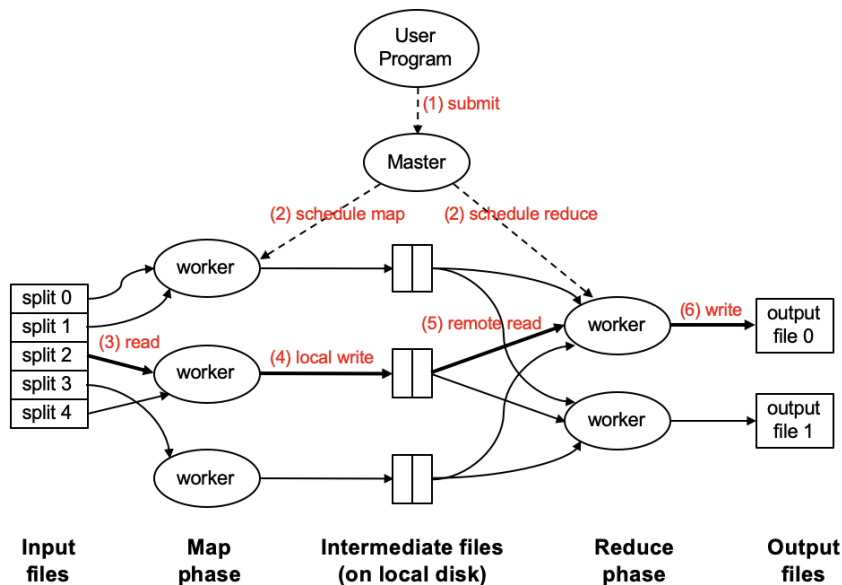 User
Program
(1) submit
Master
(2) schedule map
(2) schedule reduce
worker
split 0
split 1
split 2
split 3
split 4
(3) read
worker
(4) local write
(5) remote read
worker
(6) write
output
file 0
worker
output
file 1
worker
Input
files
Map
phase
Intermediate files
(on local disk)
Reduce
phase
Output
files